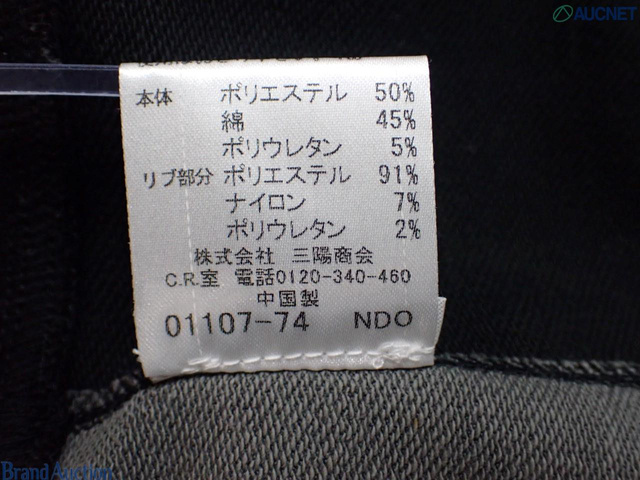 AUCNET
本体 ポリエステル 50%
綿 45%
ポリウレタン 5%
リブ部分 ポリエステル 91%
ナイロン 7%
ポリウレタン 2%
株式会社 三陽商会
C.R.室 電話0120-340-460
中国製
01107-74 NDO
Brand Auction